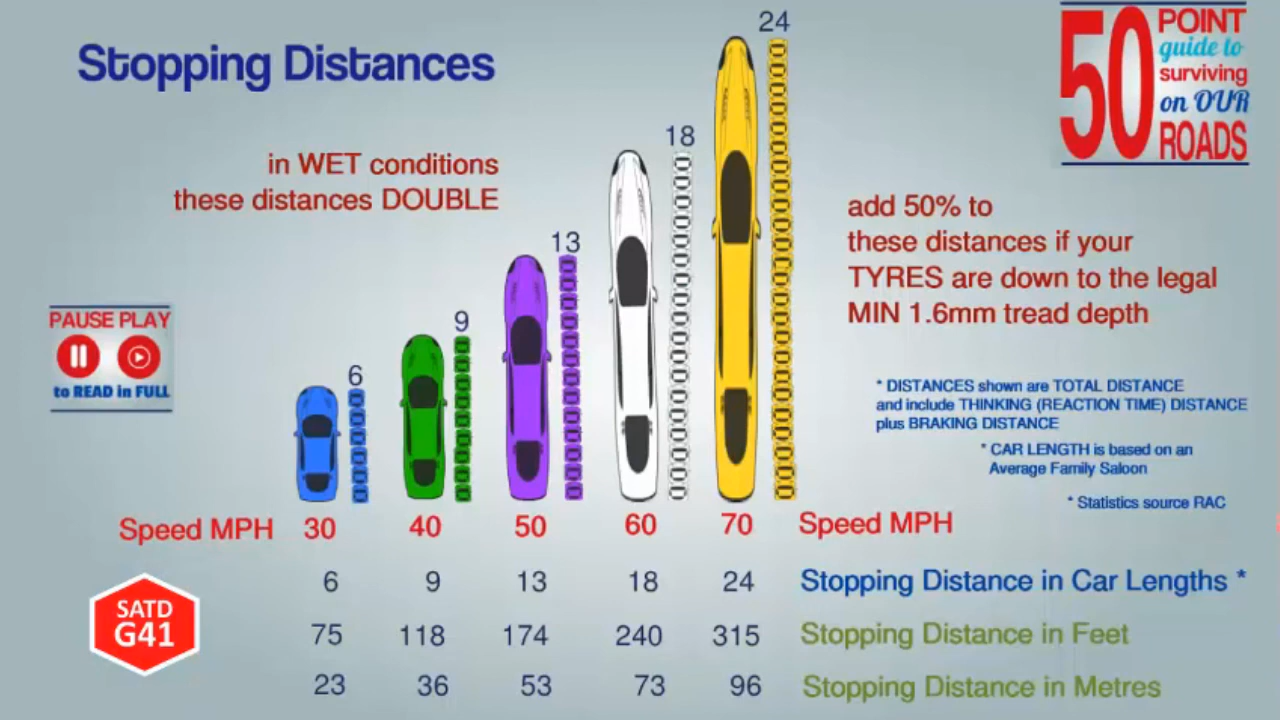 Stopping Distances
50
POINT
guide to
surviving
on OUR
ROADS
in WET conditions
these distances DOUBLE
add 50% to
these distances if your
TYRES are down to the legal
MIN 1.6mm tread depth
PAUSE PLAY
to READ in FULL
6
9
13
18
24
* DISTANCES shown are TOTAL DISTANCE
and include THINKING (REACTION TIME) DISTANCE
plus BRAKING DISTANCE
* CAR LENGTH is based on an
Average Family Saloon
* Statistics source RAC
Speed MPH 30 40 50 60 70 Speed MPH
6 9 13 18 24 Stopping Distance in Car Lengths *
75 118 174 240 315 Stopping Distance in Feet
23 36 53 73 96 Stopping Distance in Metres
SATD
G41